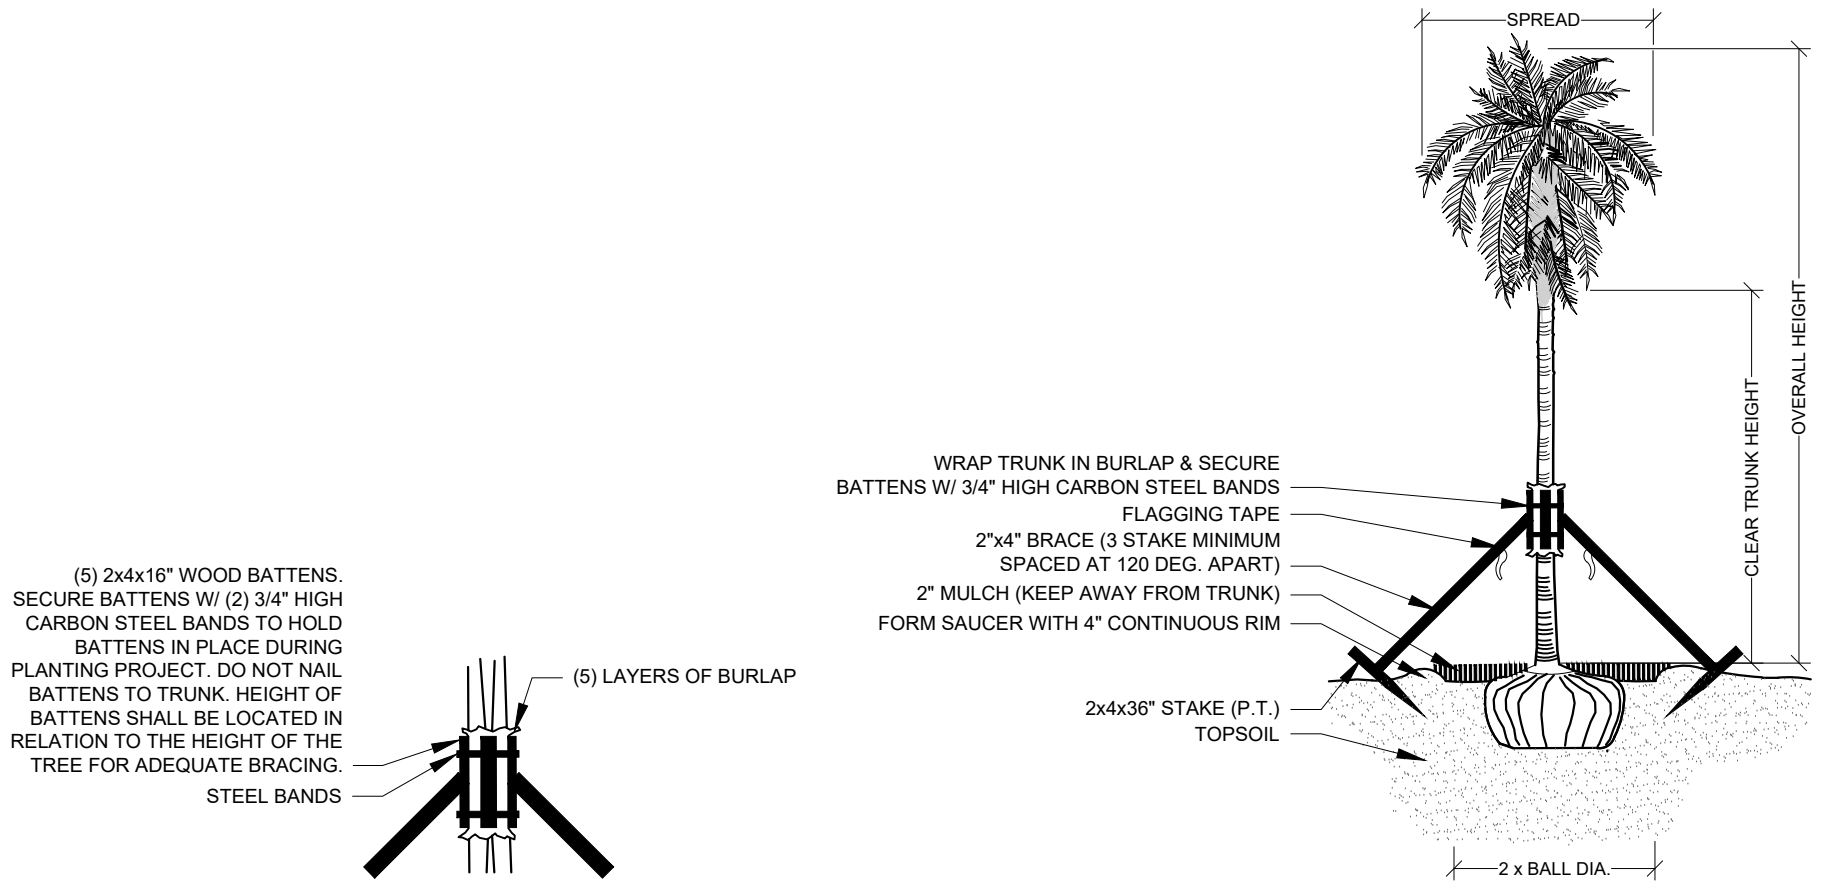 SPREAD
OVERALL HEIGHT
CLEAR TRUNK HEIGHT
WRAP TRUNK IN BURLAP & SECURE
BATTENS W/ 3/4" HIGH CARBON STEEL BANDS
FLAGGING TAPE
2"x4" BRACE (3 STAKE MINIMUM
SPACED AT 120 DEG. APART)
2" MULCH (KEEP AWAY FROM TRUNK)
FORM SAUCER WITH 4" CONTINUOUS RIM
2x4x36" STAKE (P.T.)
TOPSOIL
2 x BALL DIA.
(5) 2x4x16" WOOD BATTENS.
SECURE BATTENS W/ (2) 3/4" HIGH
CARBON STEEL BANDS TO HOLD
BATTENS IN PLACE DURING
PLANTING PROJECT. DO NOT NAIL
BATTENS TO TRUNK. HEIGHT OF
BATTENS SHALL BE LOCATED IN
RELATION TO THE HEIGHT OF THE
TREE FOR ADEQUATE BRACING.
STEEL BANDS
(5) LAYERS OF BURLAP